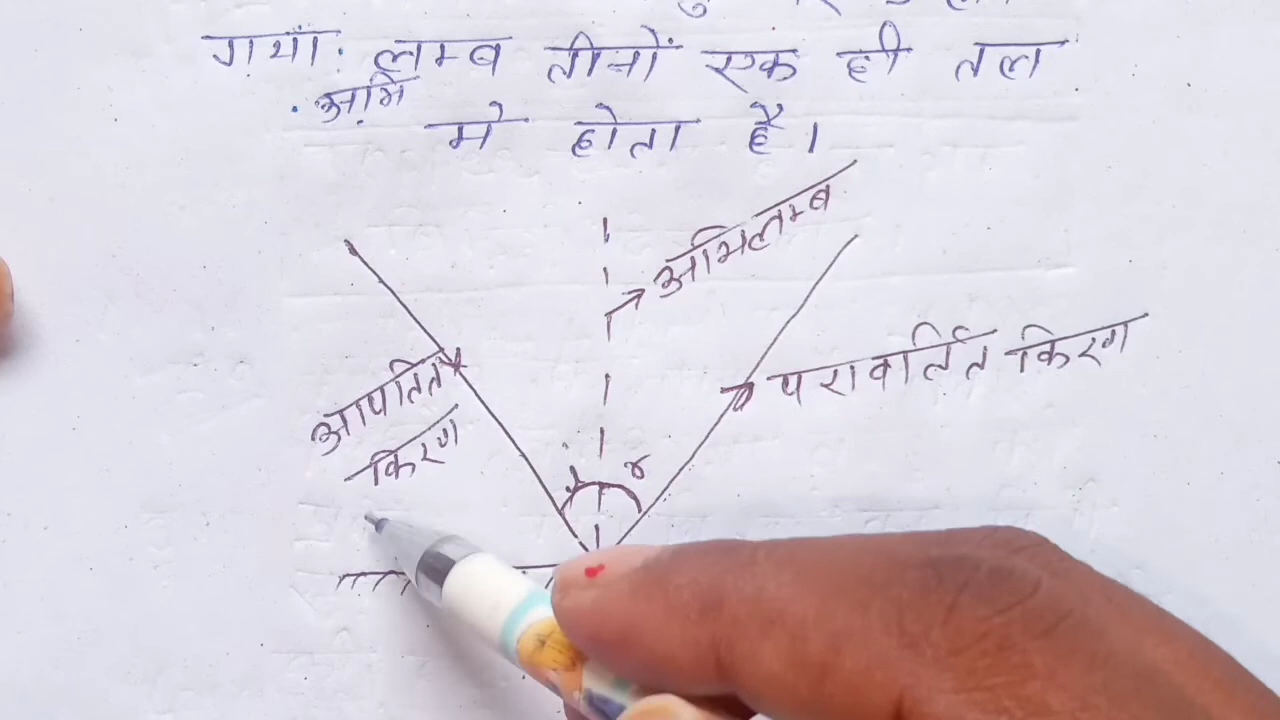 गया लम्ब तीनों एक ही तल
अभि
मे होता है।
अभिलम्ब
परावर्तित किरण
आपतित
किरण
i r